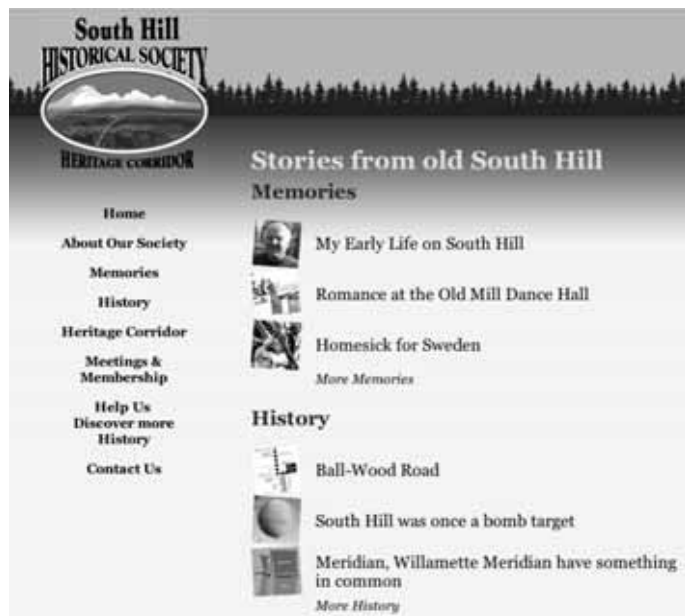 South Hill
HISTORICAL SOCIETY
HERITAGE CORRIDOR
Home
About Our Society
Memories
History
Heritage Corridor
Meetings &
Membership
Help Us
Discover more
History
Contact Us
Stories from old South Hill
Memories
My Early Life on South Hill
Romance at the Old Mill Dance Hall
Homesick for Sweden
More Memories
History
Ball-Wood Road
South Hill was once a bomb target
Meridian, Willamette Meridian have something
in common
More History